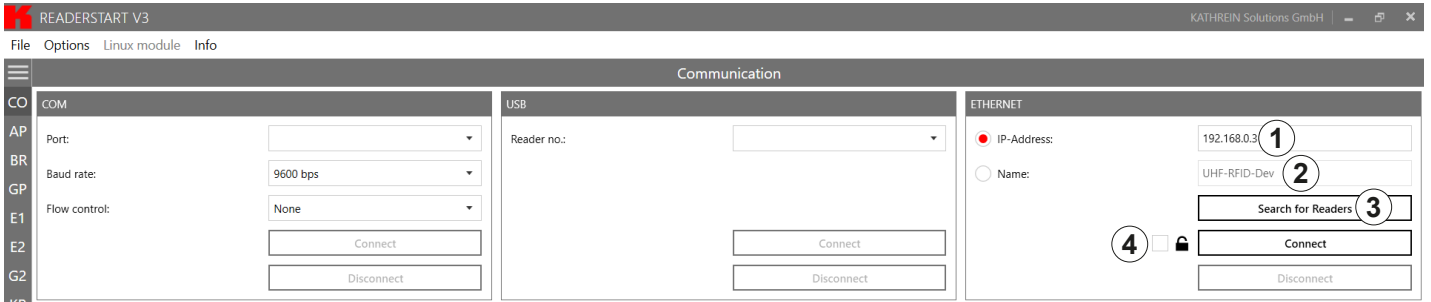 READERSTART V3
KATHREIN Solutions GmbH
File Options Linux module Info
Communication
CO
AP
BR
GP
E1
E2
G2
COM
Port:
Baud rate: 9600 bps
Flow control: None
Connect
Disconnect
USB
Reader no.:
Connect
Disconnect
ETHERNET
IP-Address: 192.168.0.3 1
Name: UHF-RFID-Dev 2
Search for Readers 3
4 Connect
Disconnect